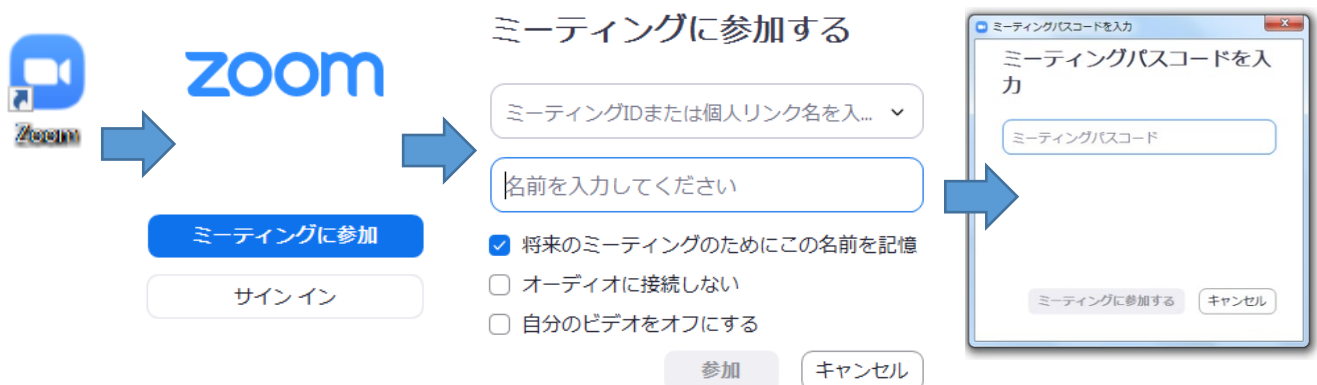 Zoom
zoom
ミーティングに参加
サイン イン
ミーティングに参加する
ミーティングIDまたは個人リンク名を入...
名前を入力してください
将来のミーティングのためにこの名前を記憶
オーディオに接続しない
自分のビデオをオフにする
参加
キャンセル
ミーティングパスコードを入力
ミーティングパスコードを入
力
ミーティングパスコード
ミーティングに参加する
キャンセル